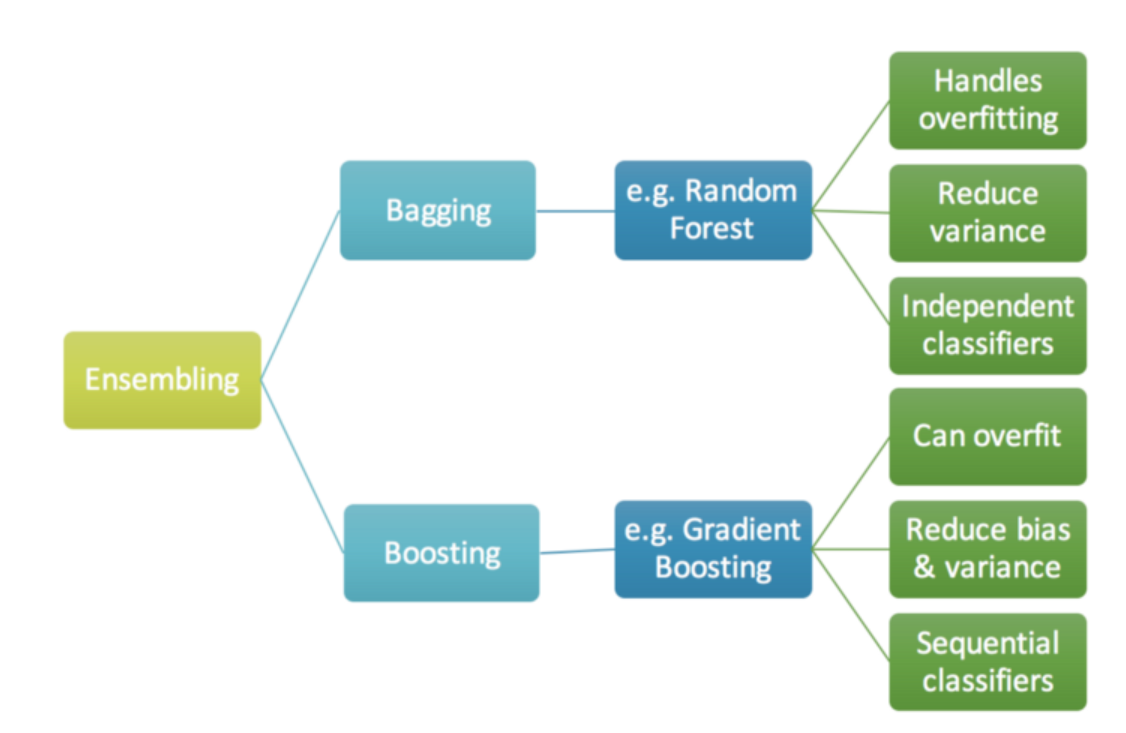 Ensembling
Bagging
e.g. Random
Forest
Handles
overfitting
Reduce
variance
Independent
classifiers
Boosting
e.g. Gradient
Boosting
Can overfit
Reduce bias
& variance
Sequential
classifiers